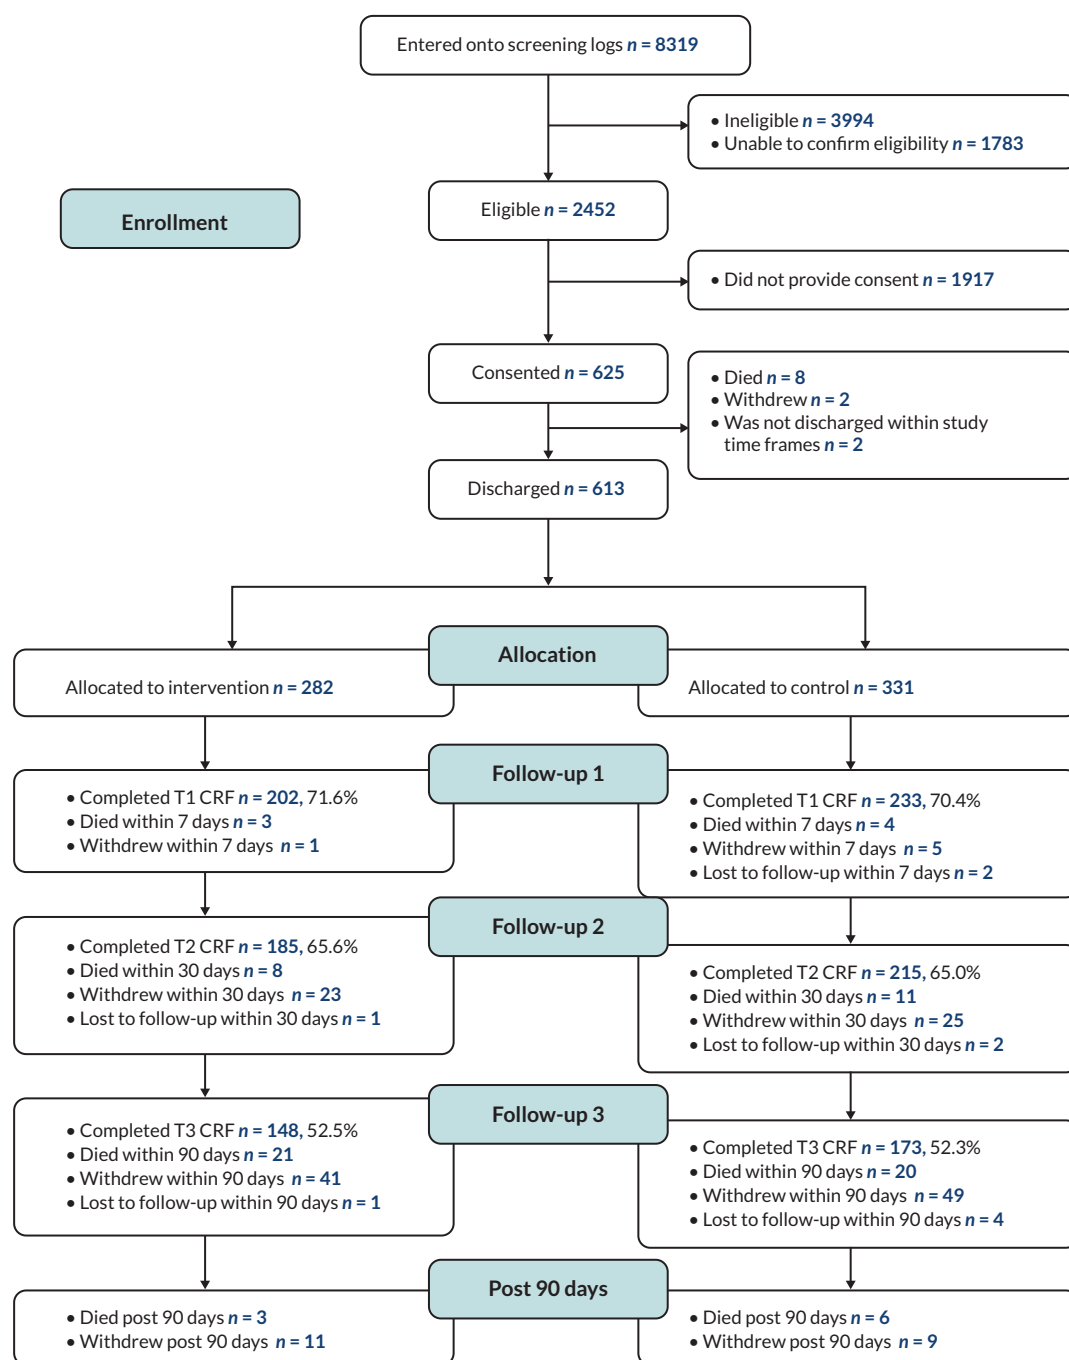 Entered onto screening logs n = 8319
• Ineligible n = 3994
• Unable to confirm eligibility n = 1783
Enrollment
Eligible n = 2452
• Did not provide consent n = 1917
Consented n = 625
• Died n = 8
• Withdrew n = 2
• Was not discharged within study
time frames n = 2
Discharged n = 613
Allocation
Allocated to intervention n = 282
Allocated to control n = 331
Follow-up 1
• Completed T1 CRF n = 202, 71.6%
• Died within 7 days n = 3
• Withdrew within 7 days n = 1
• Completed T1 CRF n = 233, 70.4%
• Died within 7 days n = 4
• Withdrew within 7 days n = 5
• Lost to follow-up within 7 days n = 2
Follow-up 2
• Completed T2 CRF n = 185, 65.6%
• Died within 30 days n = 8
• Withdrew within 30 days n = 23
• Lost to follow-up within 30 days n = 1
• Completed T2 CRF n = 215, 65.0%
• Died within 30 days n = 11
• Withdrew within 30 days n = 25
• Lost to follow-up within 30 days n = 2
Follow-up 3
• Completed T3 CRF n = 148, 52.5%
• Died within 90 days n = 21
• Withdrew within 90 days n = 41
• Lost to follow-up within 90 days n = 1
• Completed T3 CRF n = 173, 52.3%
• Died within 90 days n = 20
• Withdrew within 90 days n = 49
• Lost to follow-up within 90 days n = 4
Post 90 days
• Died post 90 days n = 3
• Withdrew post 90 days n = 11
• Died post 90 days n = 6
• Withdrew post 90 days n = 9